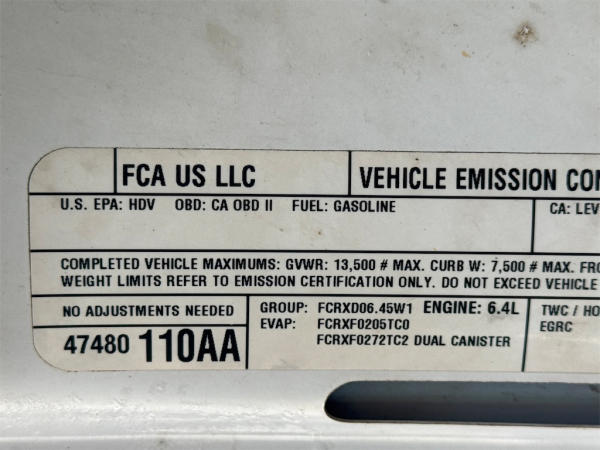 FCA US LLC
VEHICLE EMISSION CON
U.S. EPA: HDV OBD: CA OBD II FUEL: GASOLINE
CA: LEV
COMPLETED VEHICLE MAXIMUMS: GVWR: 13,500 # MAX. CURB W: 7,500 # MAX. FRO
WEIGHT LIMITS REFER TO EMISSION CERTIFICATION ONLY. DO NOT EXCEED VEHICLE
NO ADJUSTMENTS NEEDED
47480 110AA
GROUP: FCRXD06.45W1 ENGINE: 6.4L
EVAP: FCRXF0205TC0
FCRXF0272TC2 DUAL CANISTER
TWC / HO
EGRC